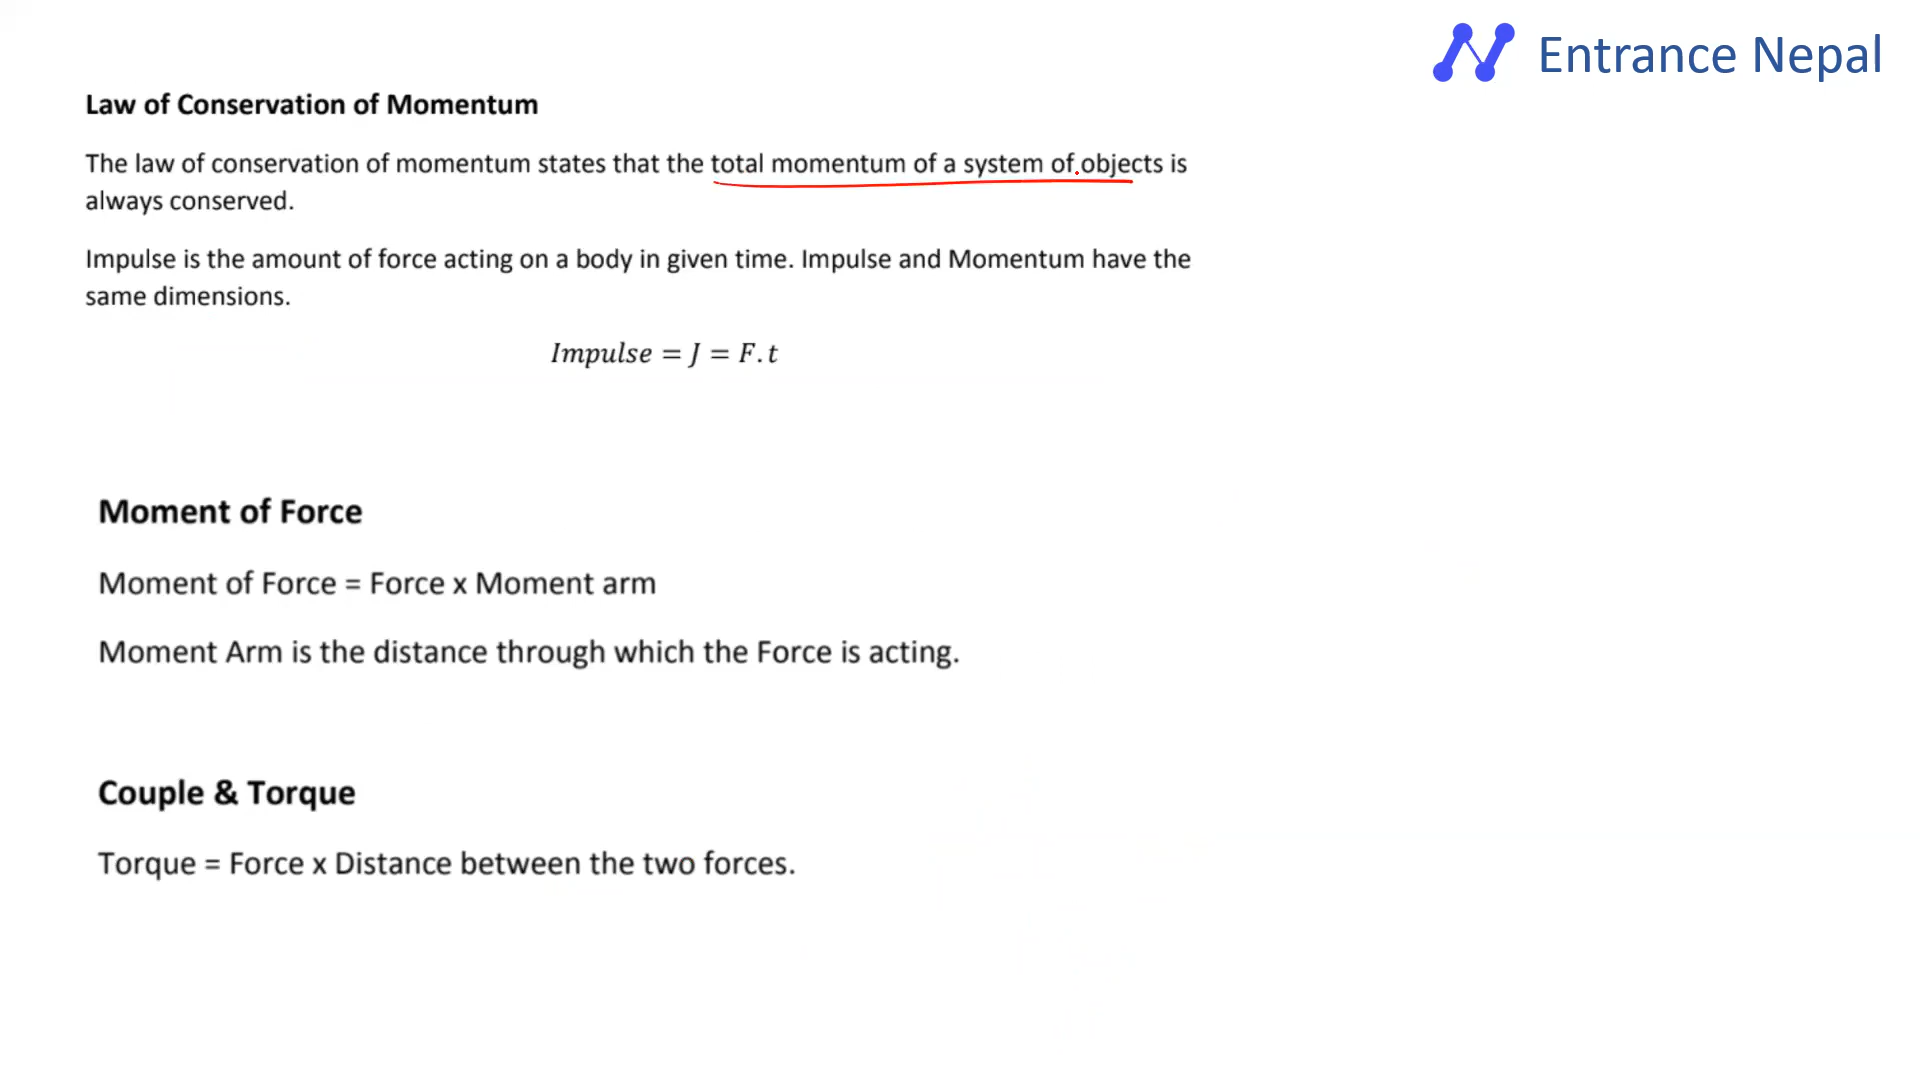 Entrance Nepal
Law of Conservation of Momentum
The law of conservation of momentum states that the total momentum of a system of objects is
always conserved.
Impulse is the amount of force acting on a body in given time. Impulse and Momentum have the
same dimensions.
Impulse = J = F.t
Moment of Force
Moment of Force = Force x Moment arm
Moment Arm is the distance through which the Force is acting.
Couple & Torque
Torque = Force x Distance between the two forces.